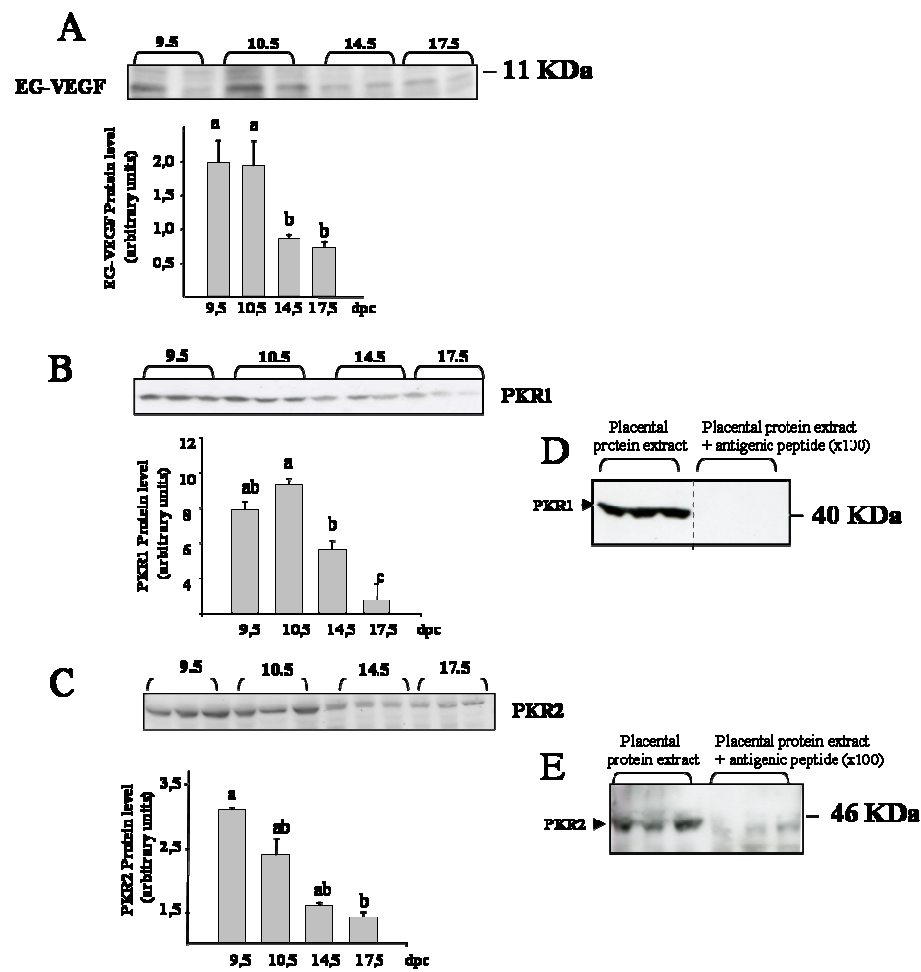 A
9.5 10.5 14.5 17.5
11 KDa
EG-VEGF
EG-VEGF Protein level
(arbitrary units)
2,0
1,5
1,0
0,5
a a b b
9,5 10,5 14,5 17,5 dpc
B
9.5 10.5 14.5 17.5
PKR1
PKR1 Protein level
(arbitrary units)
12
10
8
6
4
ab a b c
9,5 10,5 14,5 17,5 dpc
C
9.5 10.5 14.5 17.5
PKR2
PKR2 Protein level
(arbitrary units)
3,5
2,5
1,5
a ab ab b
9,5 10,5 14,5 17,5 dpc
D
Placental
protein extract
Placental protein extract
+ antigenic peptide (x100)
PKR1
40 KDa
E
Placental
protein extract
Placental protein extract
+ antigenic peptide (x100)
PKR2
46 KDa